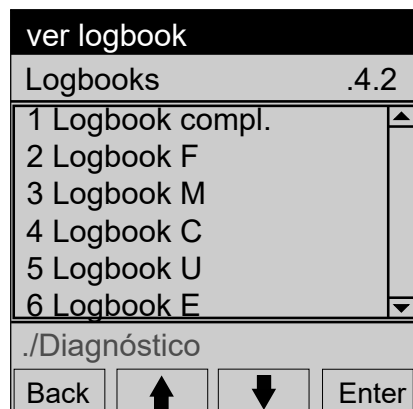 ver logbook
Logbooks .4.2
1 Logbook compl.
2 Logbook F
3 Logbook M
4 Logbook C
5 Logbook U
6 Logbook E
./Diagnóstico
Back Enter